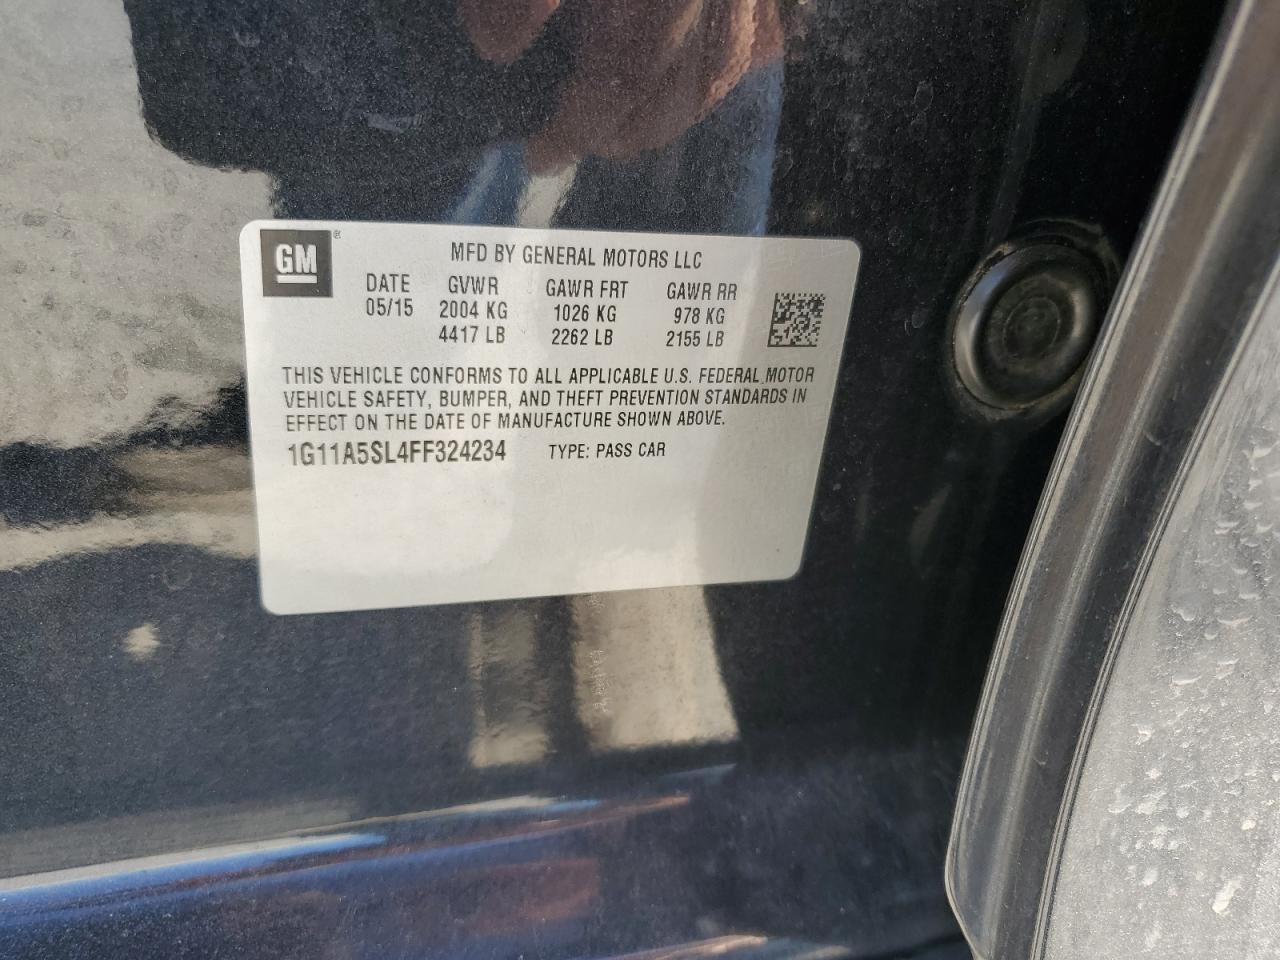 GM ®
MFD BY GENERAL MOTORS LLC
DATE GVWR GAWR FRT GAWR RR
05/15 2004 KG 1026 KG 978 KG
4417 LB 2262 LB 2155 LB
THIS VEHICLE CONFORMS TO ALL APPLICABLE U.S. FEDERAL MOTOR
VEHICLE SAFETY, BUMPER, AND THEFT PREVENTION STANDARDS IN
EFFECT ON THE DATE OF MANUFACTURE SHOWN ABOVE.
1G11A5SL4FF324234 TYPE: PASS CAR